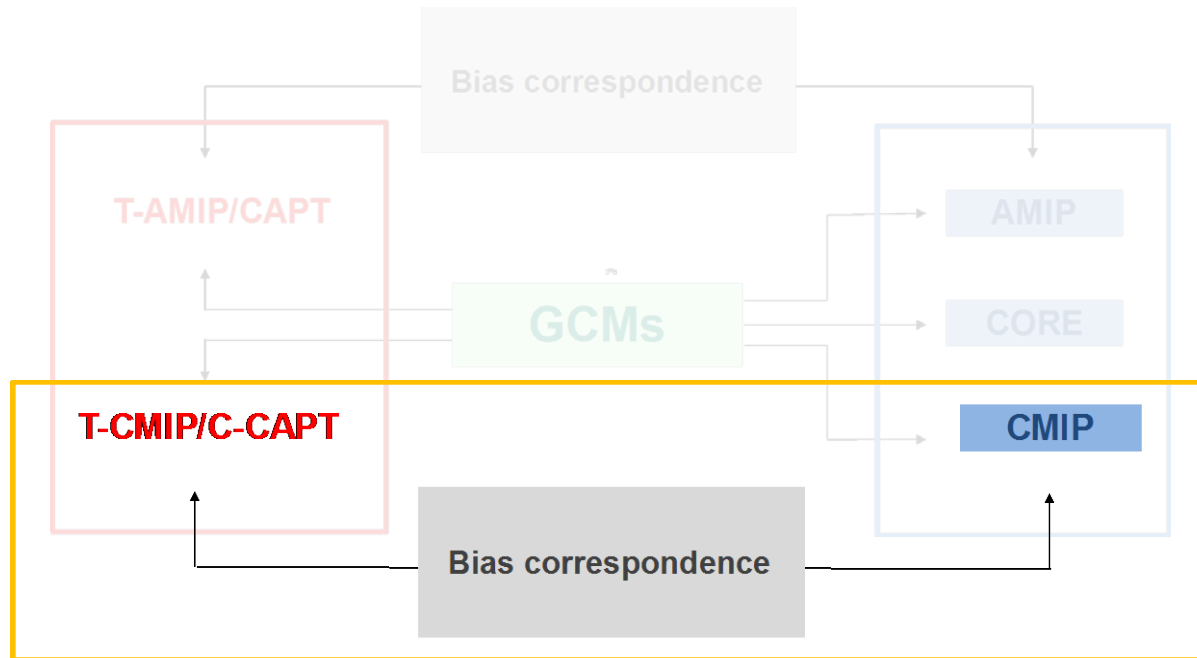 Bias correspondence
T-AMIP/CAPT
AMIP
GCMs
CORE
T-CMIP/C-CAPT
CMIP
Bias correspondence